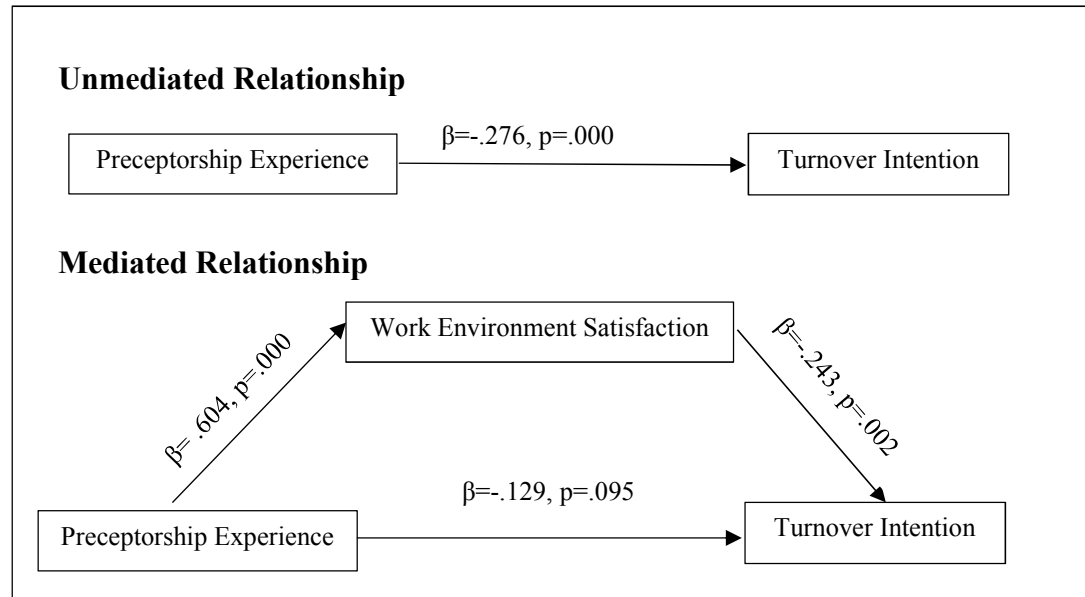 Unmediated Relationship
β=-.276, p=.000
Preceptorship Experience
Turnover Intention
Mediated Relationship
Work Environment Satisfaction
β= .604, p=.000
β=-.243, p=.002
β=-.129, p=.095
Preceptorship Experience
Turnover Intention